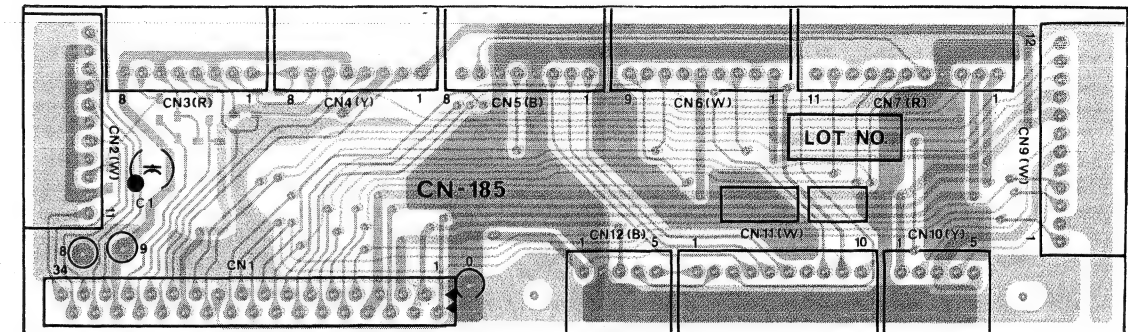 8 CN3(R) 1
8 CN4(Y) 1
8 CN5(B) 1
9 CN6(W) 1
11 CN7(R) 1
12 CN9(W) 1
CN2(W) 11
LOT NO.
C1
CN-185
8
9
34 CN1 1
0
1 CN12(B) 5
1 CN11(W) 10
1 CN10(Y) 5